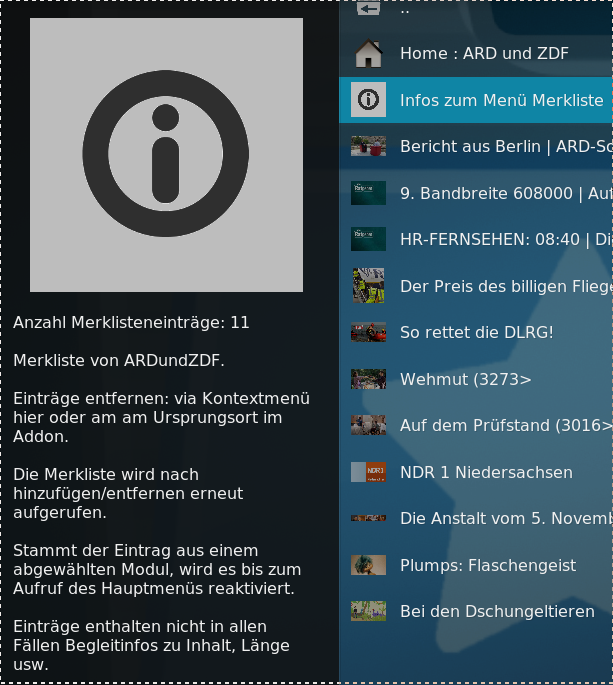 Anzahl Merklisteneinträge: 11
Merkliste von ARDundZDF.
Einträge entfernen: via Kontextmenü
hier oder am am Ursprungsort im
Addon.
Die Merkliste wird nach
hinzufügen/entfernen erneut
aufgerufen.
Stammt der Eintrag aus einem
abgewählten Modul, wird es bis zum
Aufruf des Hauptmenüs reaktiviert.
Einträge enthalten nicht in allen
Fällen Begleitinfos zu Inhalt, Länge
usw.
..
Home : ARD und ZDF
Infos zum Menü Merkliste
Bericht aus Berlin | ARD-Sc
9. Bandbreite 608000 | Aut
HR-FERNSEHEN: 08:40 | Di
Der Preis des billigen Fliege
So rettet die DLRG!
Wehmut (3273>
Auf dem Prüfstand (3016>
NDR 1 Niedersachsen
Die Anstalt vom 5. Novemb
Plumps: Flaschengeist
Bei den Dschungeltieren